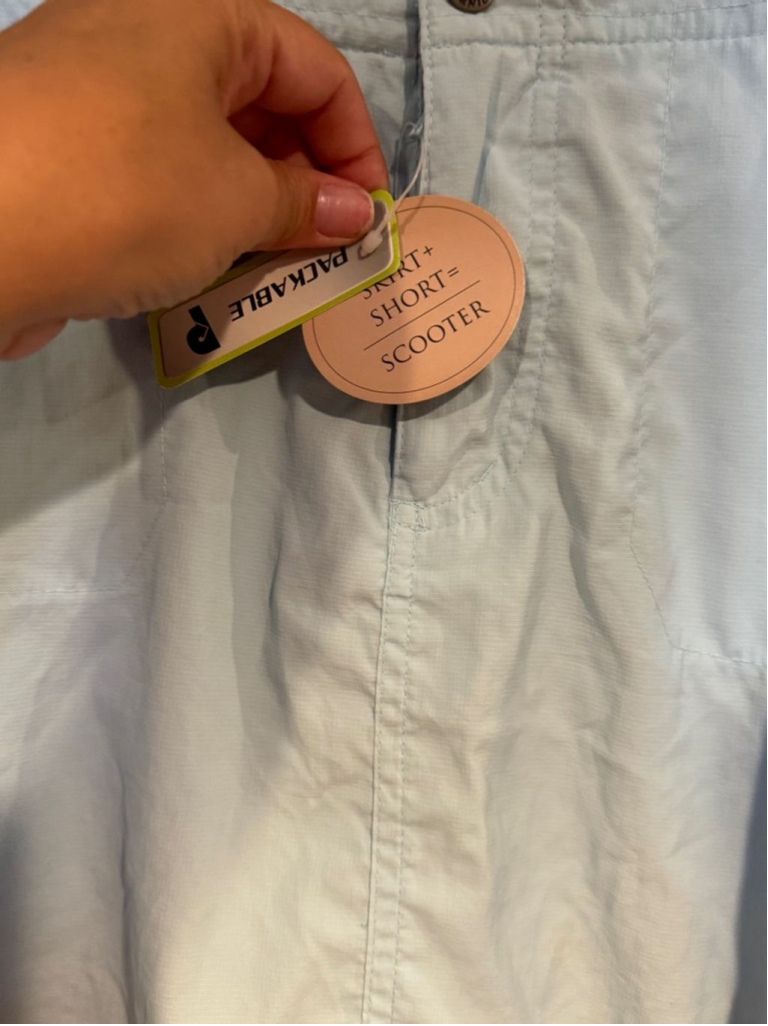 PACKABLE
SKIRT+
SHORT=
SCOOTER